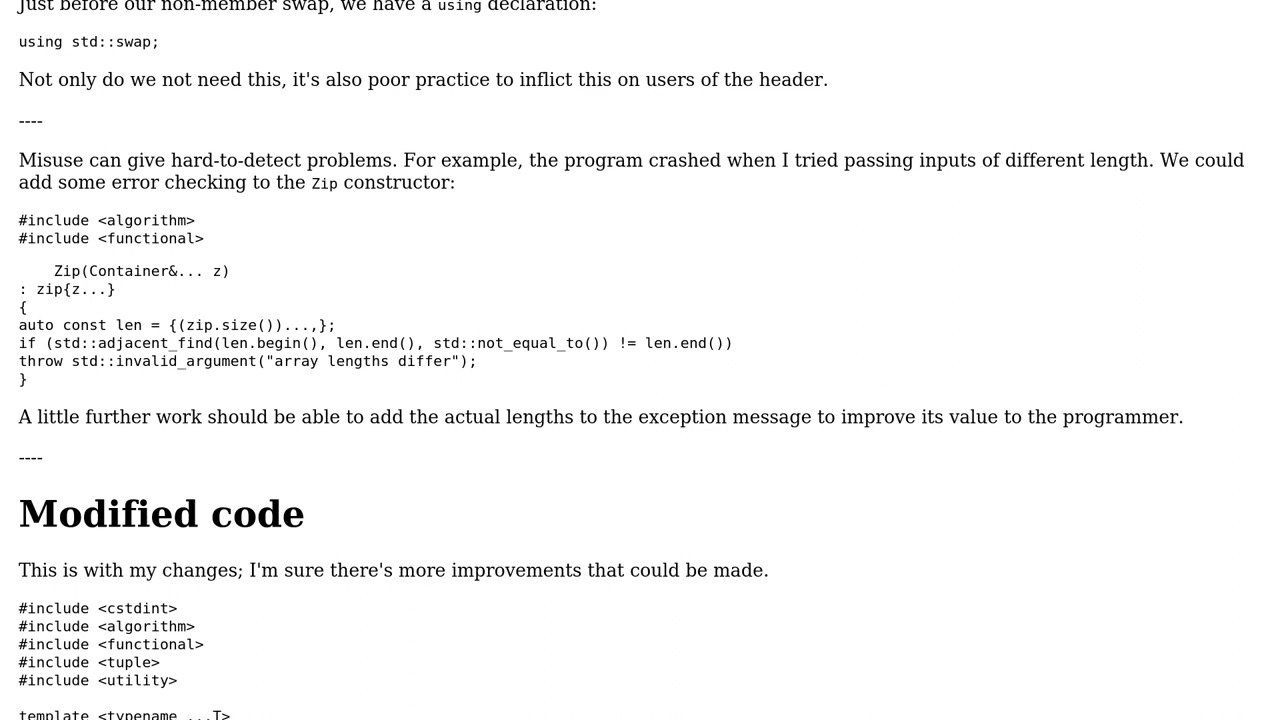 Just before our non-member swap, we have a using declaration:
using std::swap;
Not only do we not need this, it's also poor practice to inflict this on users of the header.
----
Misuse can give hard-to-detect problems. For example, the program crashed when I tried passing inputs of different length. We could
add some error checking to the Zip constructor:
#include <algorithm>
#include <functional>
    Zip(Container&... z)
: zip{z...}
{
auto const len = {(zip.size())...,};
if (std::adjacent_find(len.begin(), len.end(), std::not_equal_to()) != len.end())
throw std::invalid_argument("array lengths differ");
}
A little further work should be able to add the actual lengths to the exception message to improve its value to the programmer.
----
Modified code
This is with my changes; I'm sure there's more improvements that could be made.
#include <cstdint>
#include <algorithm>
#include <functional>
#include <tuple>
#include <utility>
template <typename ...T>